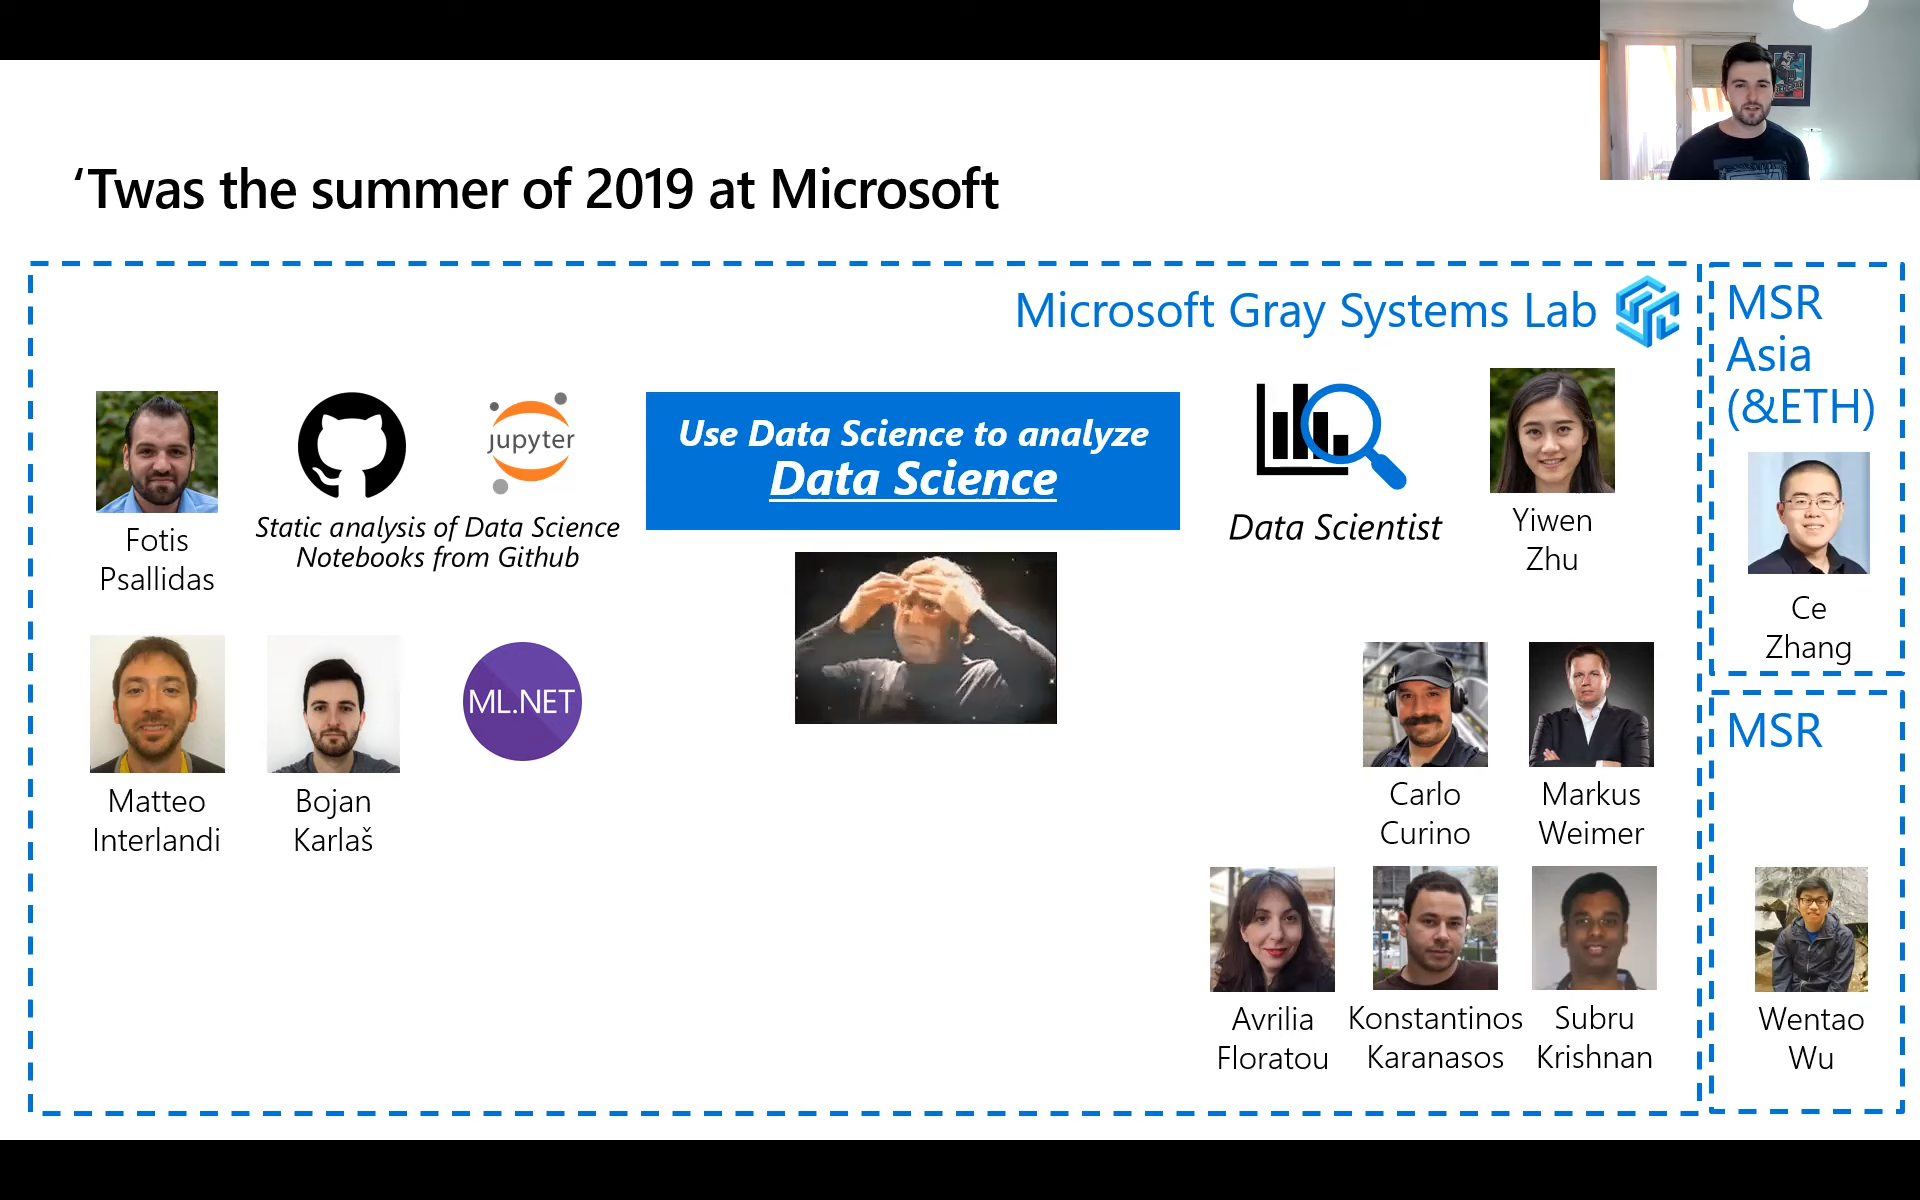 ‘Twas the summer of 2019 at Microsoft
Microsoft Gray Systems Lab
MSR
Asia
(&ETH)
Fotis
Psallidas
jupyter
Static analysis of Data Science
Notebooks from Github
Use Data Science to analyze
Data Science
Data Scientist
Yiwen
Zhu
Ce
Zhang
Matteo
Interlandi
Bojan
Karlaš
ML.NET
Carlo
Curino
Markus
Weimer
MSR
Avrilia
Floratou
Konstantinos
Karanasos
Subru
Krishnan
Wentao
Wu